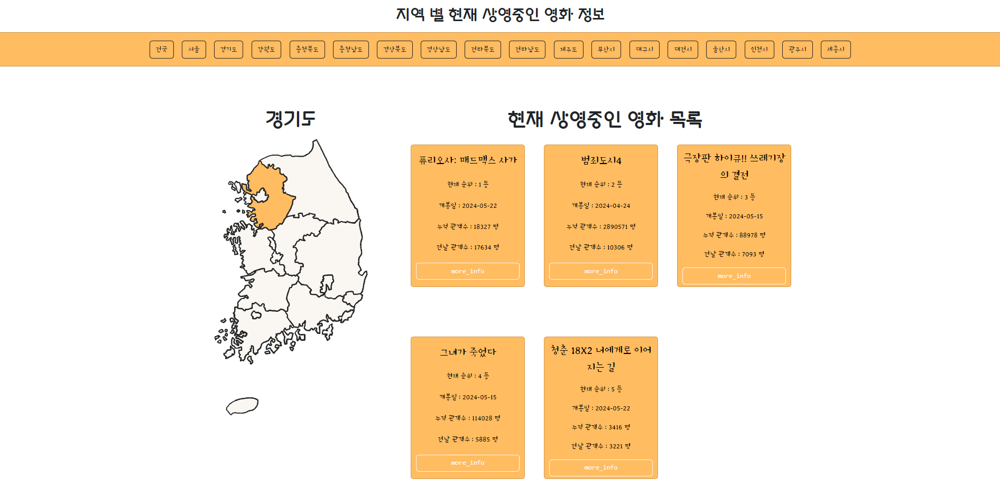 지역 별 현재 상영중인 영화 정보
전국 서울 경기도 강원도 충청북도 충청남도 경상북도 경상남도 전라북도 전라남도 제주도 부산시 대구시 대전시 울산시 인천시 광주시 세종시
경기도
현재 상영중인 영화 목록
퓨리오사: 매드맥스 사가
현재 순위 : 1 등
개봉일 : 2024-05-22
누적 관객수 : 18327 명
전날 관객수 : 17634 명
more_info
범죄도시4
현재 순위 : 2 등
개봉일 : 2024-04-24
누적 관객수 : 2890571 명
전날 관객수 : 10306 명
more_info
극장판 하이큐!! 쓰레기장
의 결전
현재 순위 : 3 등
개봉일 : 2024-05-15
누적 관객수 : 88978 명
전날 관객수 : 7093 명
more_info
그녀가 죽었다
현재 순위 : 4 등
개봉일 : 2024-05-15
누적 관객수 : 114028 명
전날 관객수 : 5885 명
more_info
청춘 18X2 너에게로 이어
지는 길
현재 순위 : 5 등
개봉일 : 2024-05-22
누적 관객수 : 3416 명
전날 관객수 : 3221 명
more_info